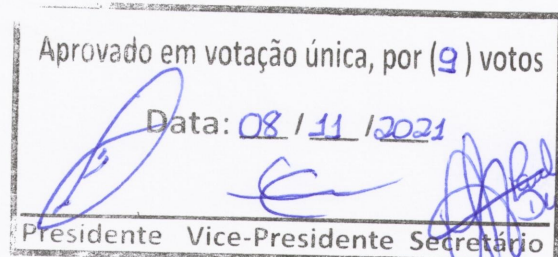 Aprovado em votação única, por (9) votos
Data: 08 / 11 / 2021
Presidente Vice-Presidente Secretário